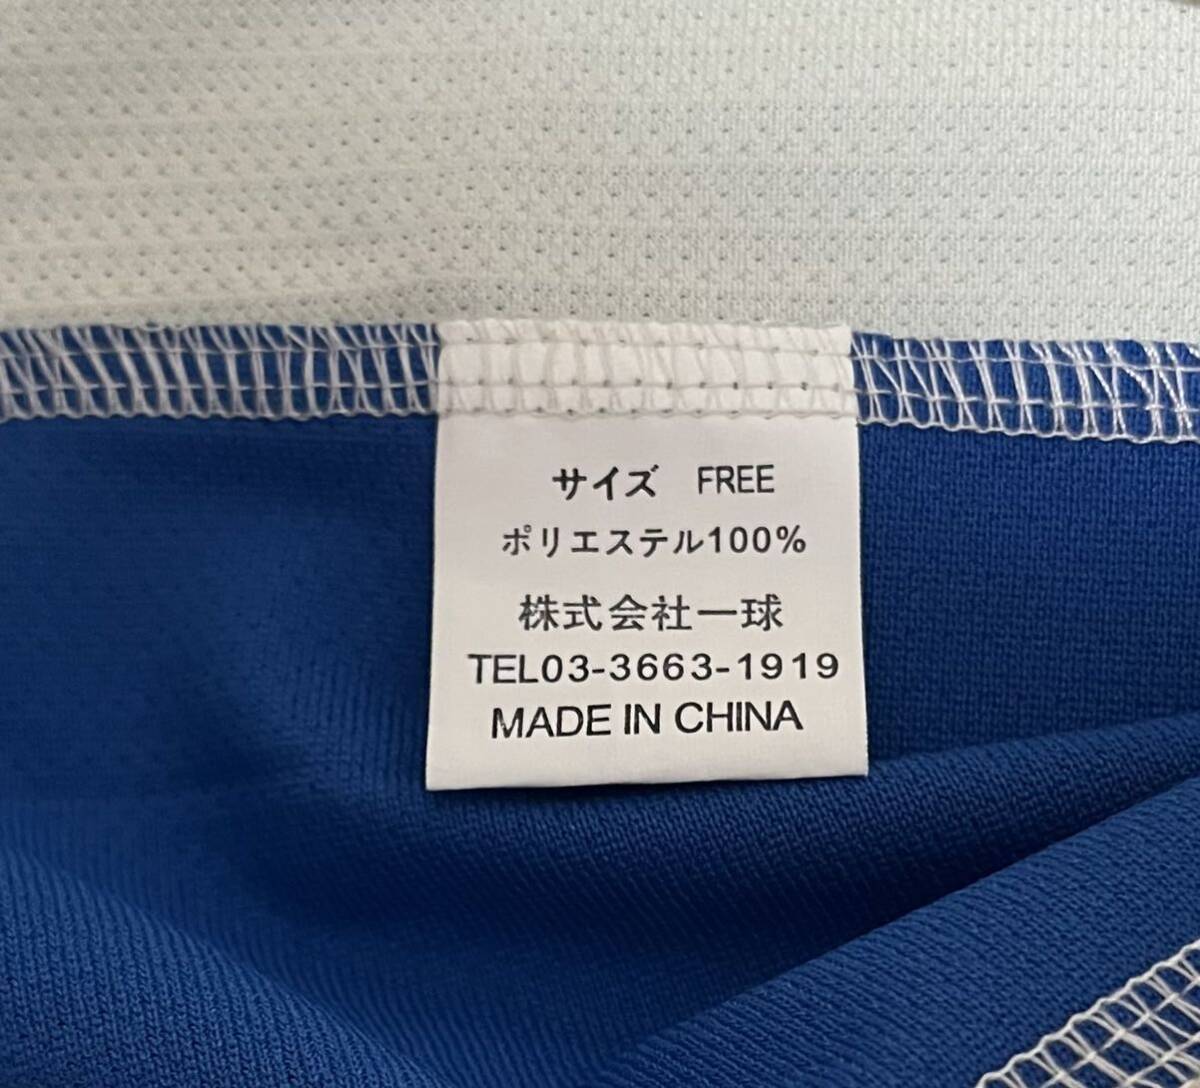 サイズ　FREE
ポリエステル100%
株式会社一球
TEL03-3663-1919
MADE IN CHINA